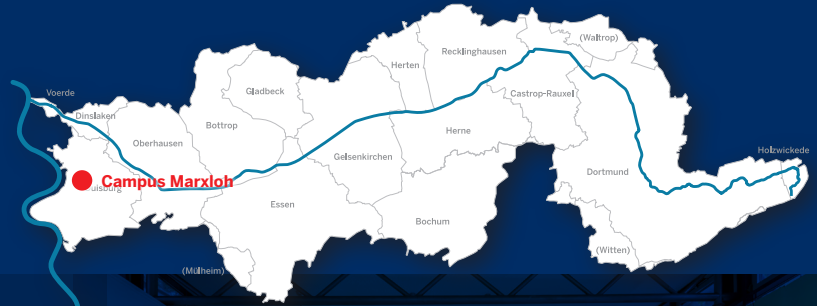 (Waltrop)
Recklinghausen
Herten
Gladbeck
Voerde
Castrop-Rauxel
Dinslaken
Bottrop
Herne
Oberhausen
Holzwickede
Gelsenkirchen
Dortmund
Campus Marxloh
uisburg
Essen
Bochum
(Witten)
(Mülheim)